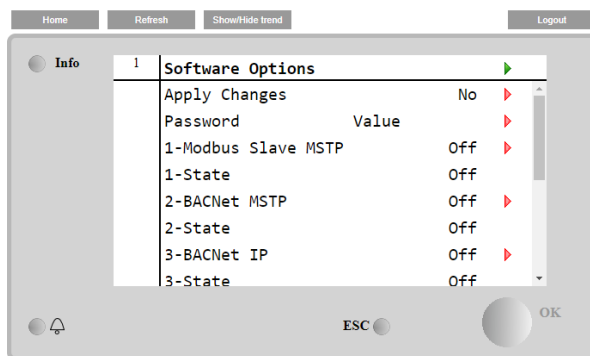 Home Refresh Show/Hide trend Logout
Info
1 Software Options
Apply Changes No
Password Value
1-Modbus Slave MSTP Off
1-State Off
2-BACNet MSTP Off
2-State Off
3-BACNet IP Off
3-State Off
ESC OK